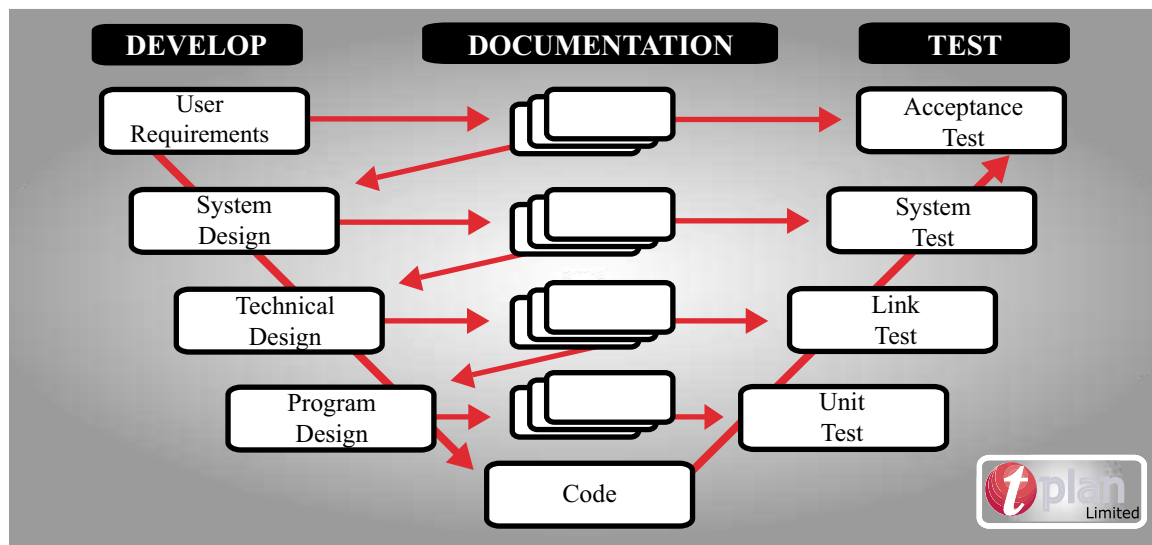 DEVELOP
DOCUMENTATION
TEST
User
Requirements
Acceptance
Test
System
Design
System
Test
Technical
Design
Link
Test
Program
Design
Unit
Test
Code
tplan
Limited